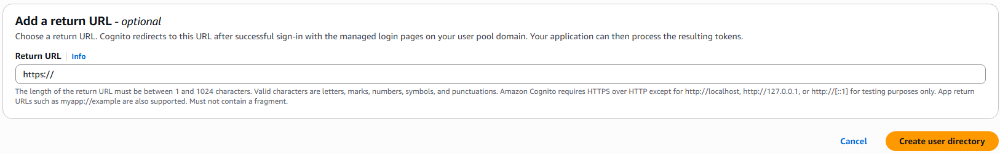 Add a return URL - optional
Choose a return URL. Cognito redirects to this URL after successful sign-in with the managed login pages on your user pool domain. Your application can then process the resulting tokens.
Return URL Info
https://
The length of the return URL must be between 1 and 1024 characters. Valid characters are letters, marks, numbers, symbols, and punctuations. Amazon Cognito requires HTTPS over HTTP except for http://localhost, http://127.0.0.1, or http://[::1] for testing purposes only. App return
URLs such as myapp://example are also supported. Must not contain a fragment.
Cancel Create user directory